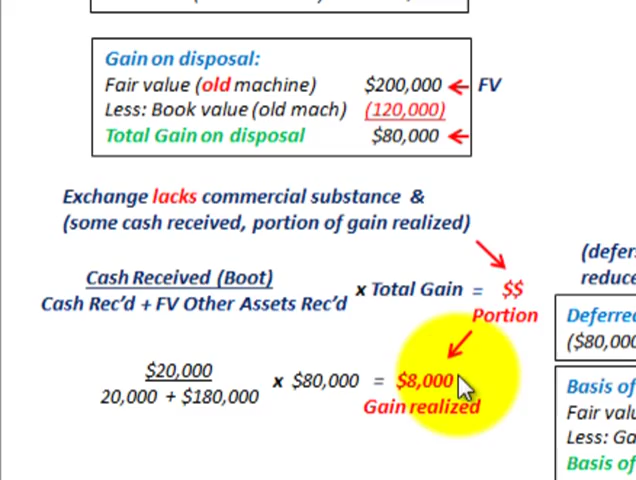 Gain on disposal:
Fair value (old machine) $200,000 FV
Less: Book value (old mach) (120,000)
Total Gain on disposal $80,000
Exchange lacks commercial substance &
(some cash received, portion of gain realized)
Cash Received (Boot)
Cash Rec'd + FV Other Assets Rec'd
x Total Gain = $$
Portion
$20,000
20,000 + $180,000
x $80,000 = $8,000
Gain realized
(defer
reduce
Deferre
($80,000
Basis of
Fair valu
Less: Ga
Basis of